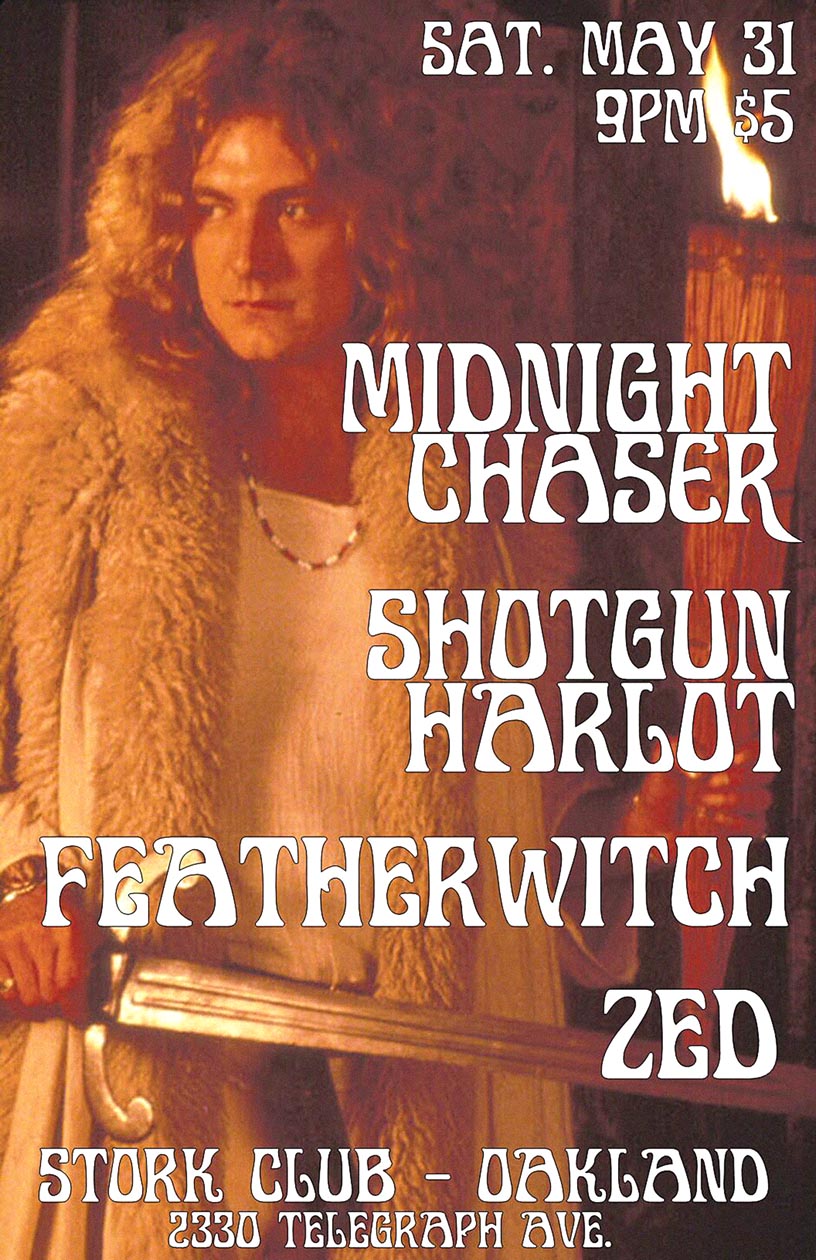 SAT. MAY 31
9PM $5
MIDNIGHT
CHASER
SHOTGUN
HARLOT
FEATHERWITCH
ZED
STORK CLUB - OAKLAND
2330 TELEGRAPH AVE.